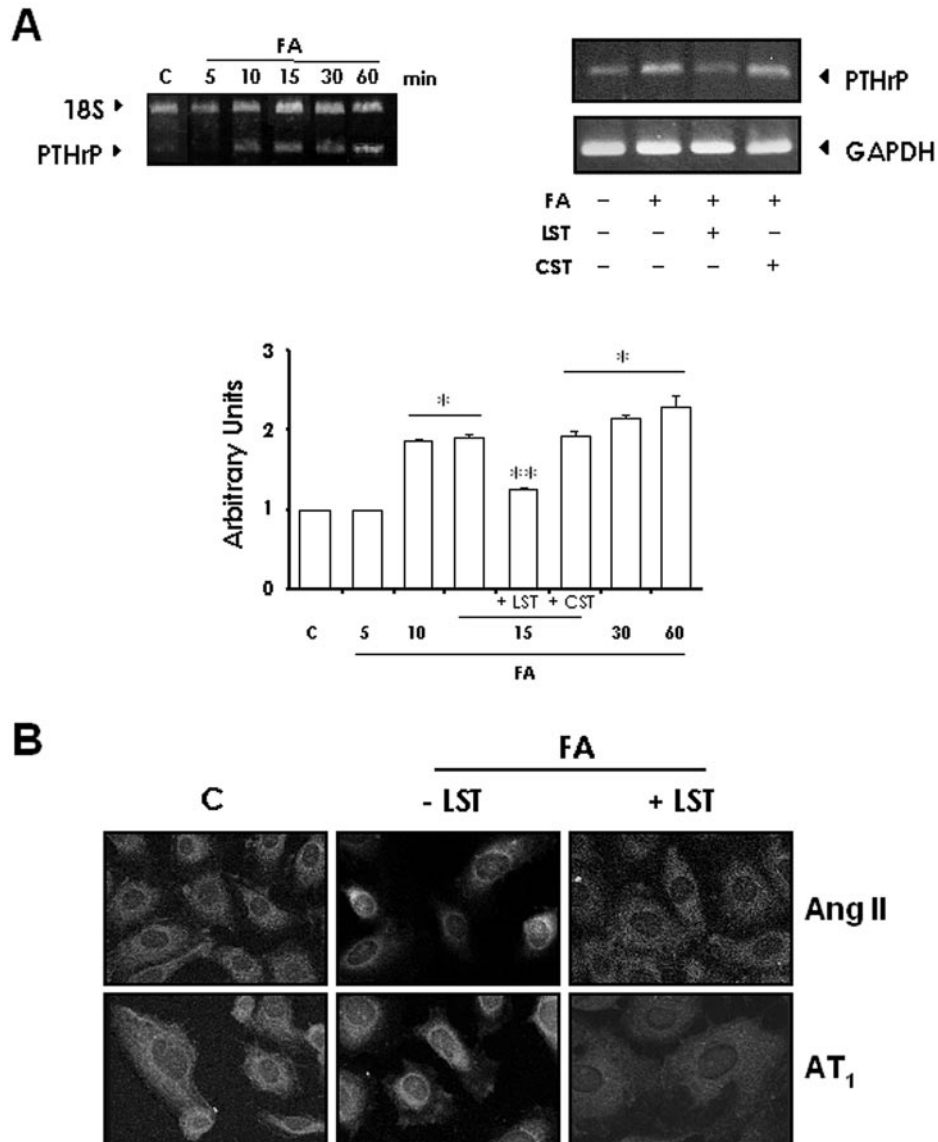 A
FA
C 5 10 15 30 60 min
18S
PTHrP
PTHrP
GAPDH
FA – + + +
LST – – + –
CST – – – +
Arbitrary Units
3
2
1
0
* ** *
+ LST + CST
C 5 10 15 30 60
FA
B
FA
C - LST + LST
Ang II
AT₁